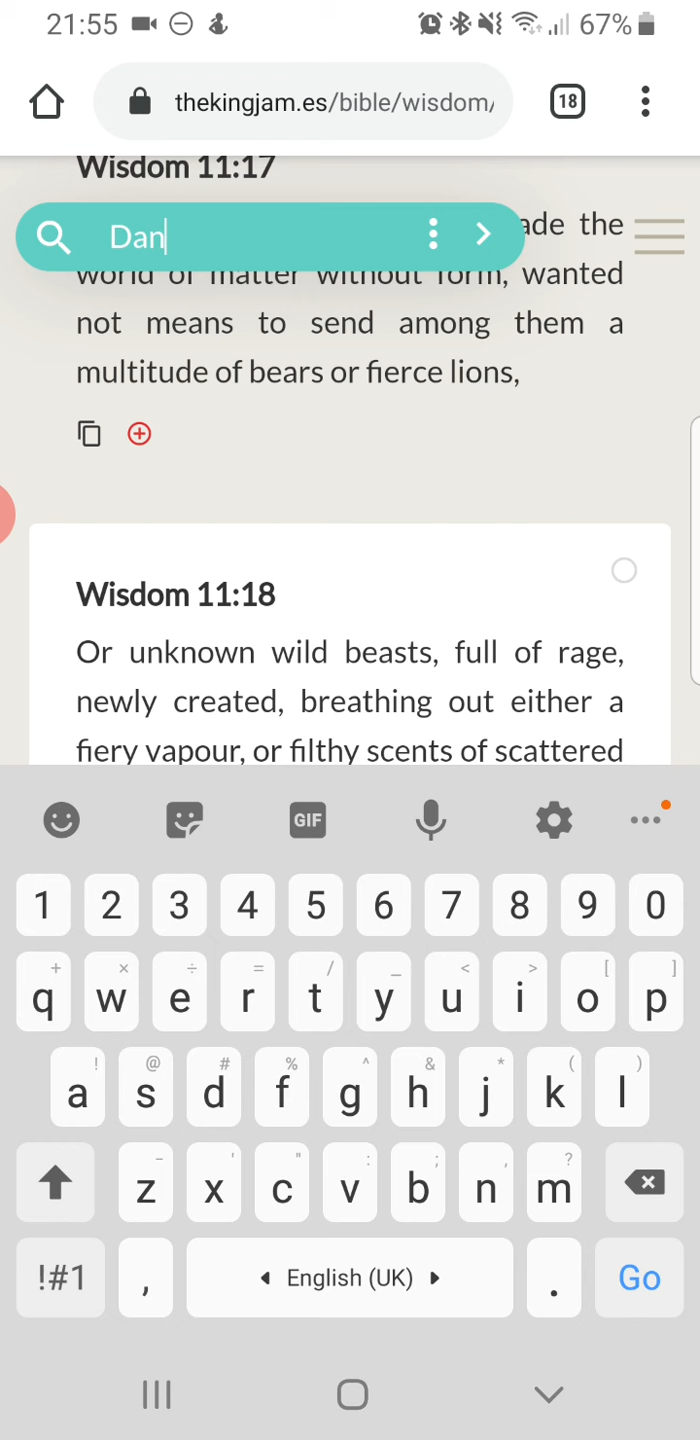 21:55 67%
thekingjam.es/bible/wisdom/ 18
Wisdom 11:17
Dan
ade the
world of matter without form, wanted
not means to send among them a
multitude of bears or fierce lions,
Wisdom 11:18
Or unknown wild beasts, full of rage,
newly created, breathing out either a
fiery vapour, or filthy scents of scattered
GIF
1 2 3 4 5 6 7 8 9 0
+ × ÷ = / _ < > [ ]
q w e r t y u i o p
! @ # % ^ & * ( )
a s d f g h j k l
- ' " : ; , ?
z x c v b n m
!#1 , English (UK) . Go